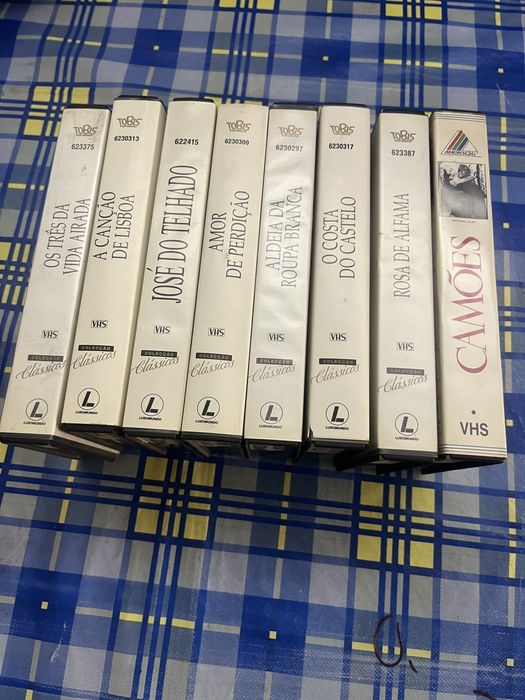 TOBIS
623375
OS TRÊS DA
VIDA AIRADA
VHS
COLECÇÃO
Clássicos
L
LUSOMUNDO
TOBIS
6230313
A CANÇÃO
DE LISBOA
VHS
COLECÇÃO
Clássicos
L
LUSOMUNDO
TOBIS
622415
JOSÉ DO TELHADO
VHS
COLECÇÃO
Clássicos
L
LUSOMUNDO
TOBIS
6230300
AMOR
DE PERDIÇÃO
VHS
COLECÇÃO
Clássicos
L
LUSOMUNDO
TOBIS
6230297
ALDEIA DA
ROUPA BRANCA
VHS
COLECÇÃO
Clássicos
L
LUSOMUNDO
TOBIS
6230317
O COSTA
DO CASTELO
VHS
COLECÇÃO
Clássicos
L
LUSOMUNDO
TOBIS
623387
ROSA DE ALFAMA
VHS
COLECÇÃO
Clássicos
L
LUSOMUNDO
CAMÕES
VHS